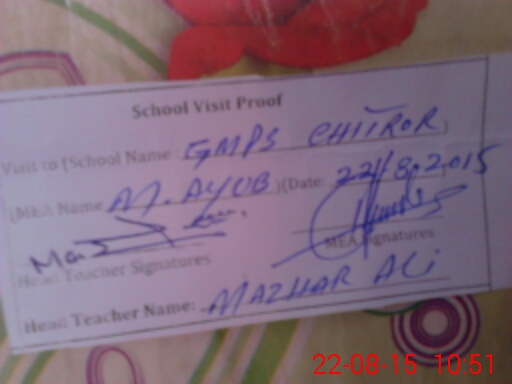 School Visit Proof
Visit to [School Name: GMPS CHITROR]
(MEA Name M. AYUB)(Date: 22/8.2015
MEA Signatures
Head Teacher Signatures
Head Teacher Name: MAZHAR ALi
22-08-15 10:51